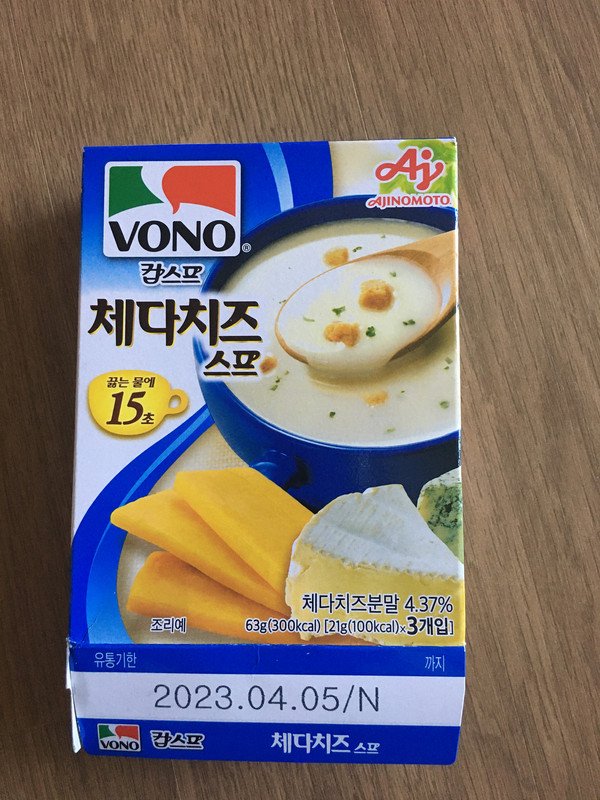 VONO®
컵스프
체다치즈
스프
끓는 물에
15초
Aj
AJINOMOTO®
체다치즈분말 4.37%
조리예
63g(300kcal) [21g(100kcal)×3개입]
유통기한
까지
2023.04.05/N
VONO 컵스프 체다치즈 스프